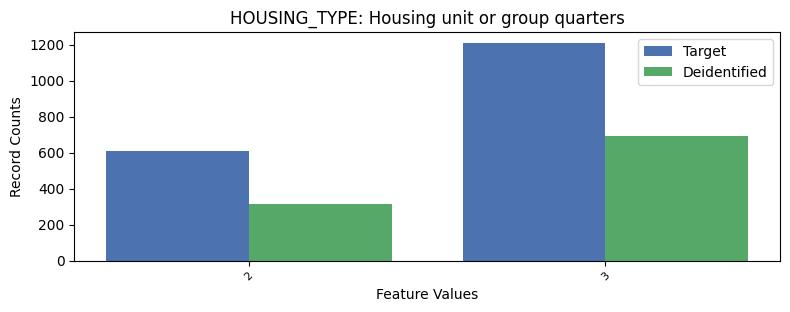 HOUSING_TYPE: Housing unit or group quarters
Target
Deidentified
Record Counts
1200
1000
800
600
400
200
0
2
3
Feature Values